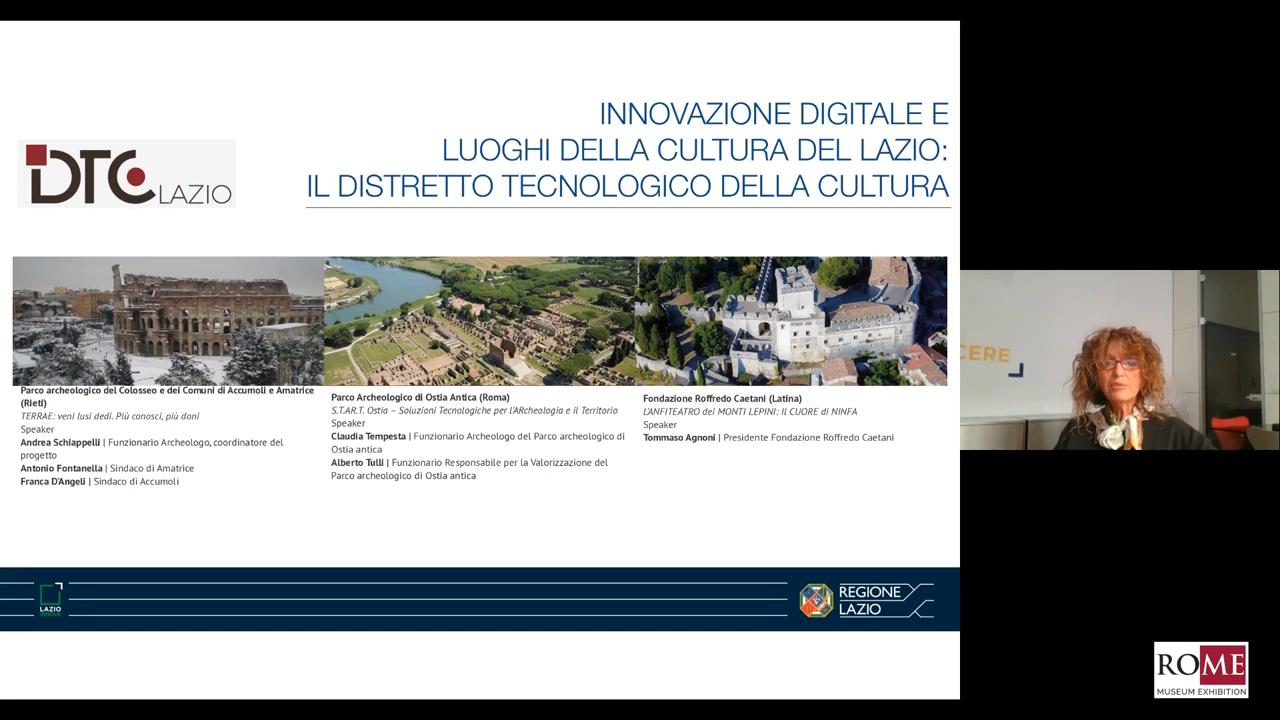 INNOVAZIONE DIGITALE E
LUOGHI DELLA CULTURA DEL LAZIO:
IL DISTRETTO TECNOLOGICO DELLA CULTURA
DTC LAZIO
Parco archeologico del Colosseo e dei Comuni di Accumoli e Amatrice
(Rieti)
TERRAE: veni lusi dedi. Più conosci, più doni
Speaker
Andrea Schiappelli | Funzionario Archeologo, coordinatore del
progetto
Antonio Fontanella | Sindaco di Amatrice
Franca D'Angeli | Sindaco di Accumoli
Parco Archeologico di Ostia Antica (Roma)
S.T.AR.T. Ostia – Soluzioni Tecnologiche per l'ARcheologia e il Territorio
Speaker
Claudia Tempesta | Funzionario Archeologo del Parco archeologico di
Ostia antica
Alberto Tulli | Funzionario Responsabile per la Valorizzazione del
Parco archeologico di Ostia antica
Fondazione Roffredo Caetani (Latina)
L'ANFITEATRO dei MONTI LEPINI: Il CUORE di NINFA
Speaker
Tommaso Agnoni | Presidente Fondazione Roffredo Caetani
CERE
LAZIO
INNOVA
REGIONE
LAZIO
ROME
MUSEUM EXHIBITION